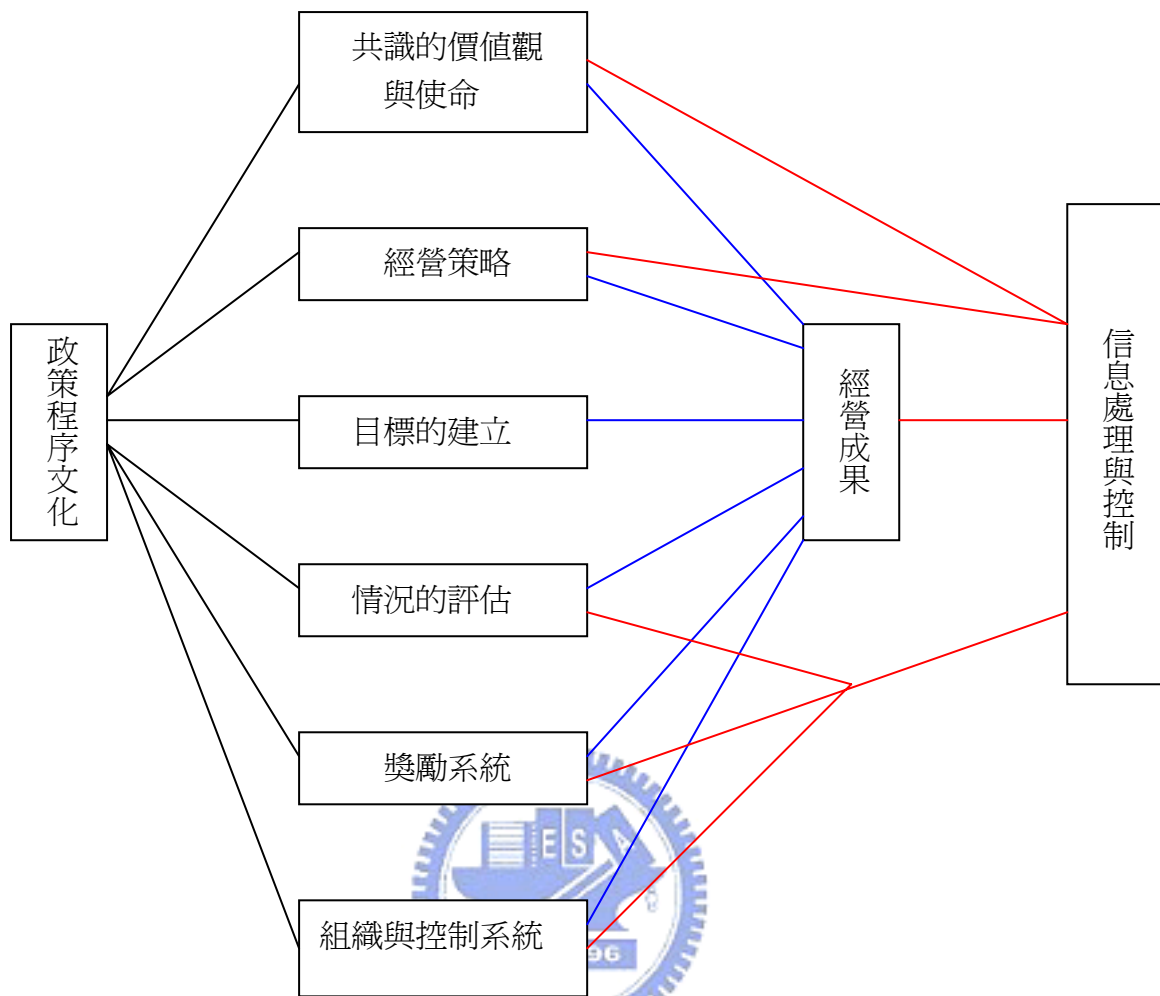 共識的價值觀
與使命
經營策略
政策程序文化
目標的建立
經營成果
信息處理與控制
情況的評估
獎勵系統
ESA
組織與控制系統
96